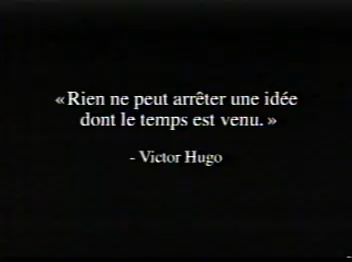 « Rien ne peut arrêter une idée
dont le temps est venu. »
- Victor Hugo